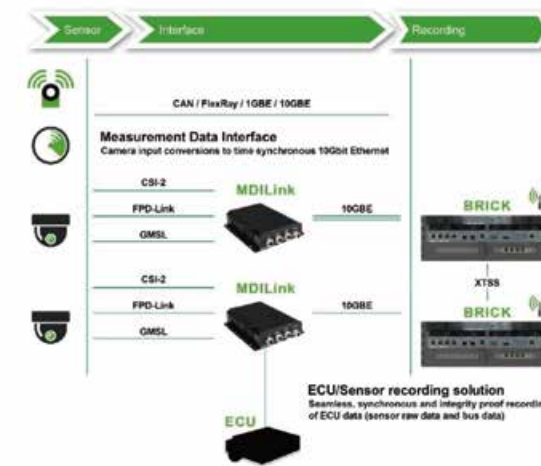 Sensor
Interface
Recording
CAN / FlexRay / 1GBE / 10GBE
Measurement Data Interface
Camera input conversions to time synchronous 10Gbit Ethernet
CSI-2
FPD-Link
GMSL
MDILink
10GBE
BRICK
XTSS
CSI-2
FPD-Link
GMSL
MDILink
10GBE
BRICK
ECU/Sensor recording solution
Seamless, synchronous and integrity proof recording
of ECU data (sensor raw data and bus data)
ECU